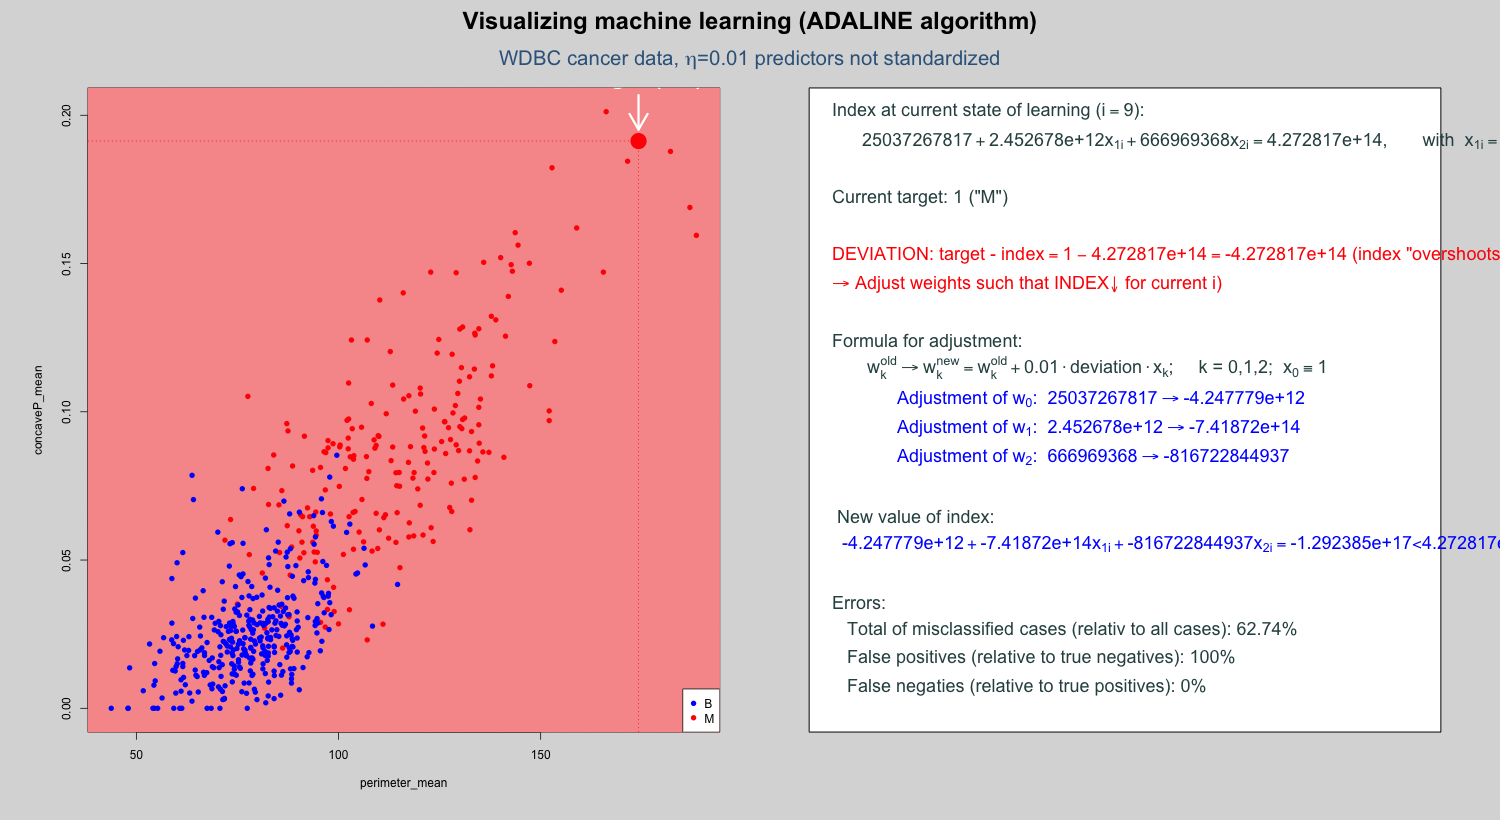 Visualizing machine learning (ADALINE algorithm)
WDBC cancer data, η=0.01 predictors not standardized
0.20
0.15
0.10
0.05
0.00
concaveP_mean
50
100
150
perimeter_mean
B
M
Index at current state of learning (i = 9):
25037267817 + 2.452678e+12x₁ᵢ + 666969368x₂ᵢ = 4.272817e+14, with x₁ᵢ =
Current target: 1 ("M")
DEVIATION: target - index = 1 − 4.272817e+14 = -4.272817e+14 (index "overshoots
→ Adjust weights such that INDEX↓ for current i)
Formula for adjustment:
wₖ^old → wₖ^new = wₖ^old + 0.01 · deviation · xₖ; k = 0,1,2; x₀ ≡ 1
Adjustment of w₀: 25037267817 → -4.247779e+12
Adjustment of w₁: 2.452678e+12 → -7.41872e+14
Adjustment of w₂: 666969368 → -816722844937
New value of index:
-4.247779e+12 + -7.41872e+14x₁ᵢ + -816722844937x₂ᵢ = -1.292385e+17<4.272817e
Errors:
Total of misclassified cases (relativ to all cases): 62.74%
False positives (relative to true negatives): 100%
False negaties (relative to true positives): 0%